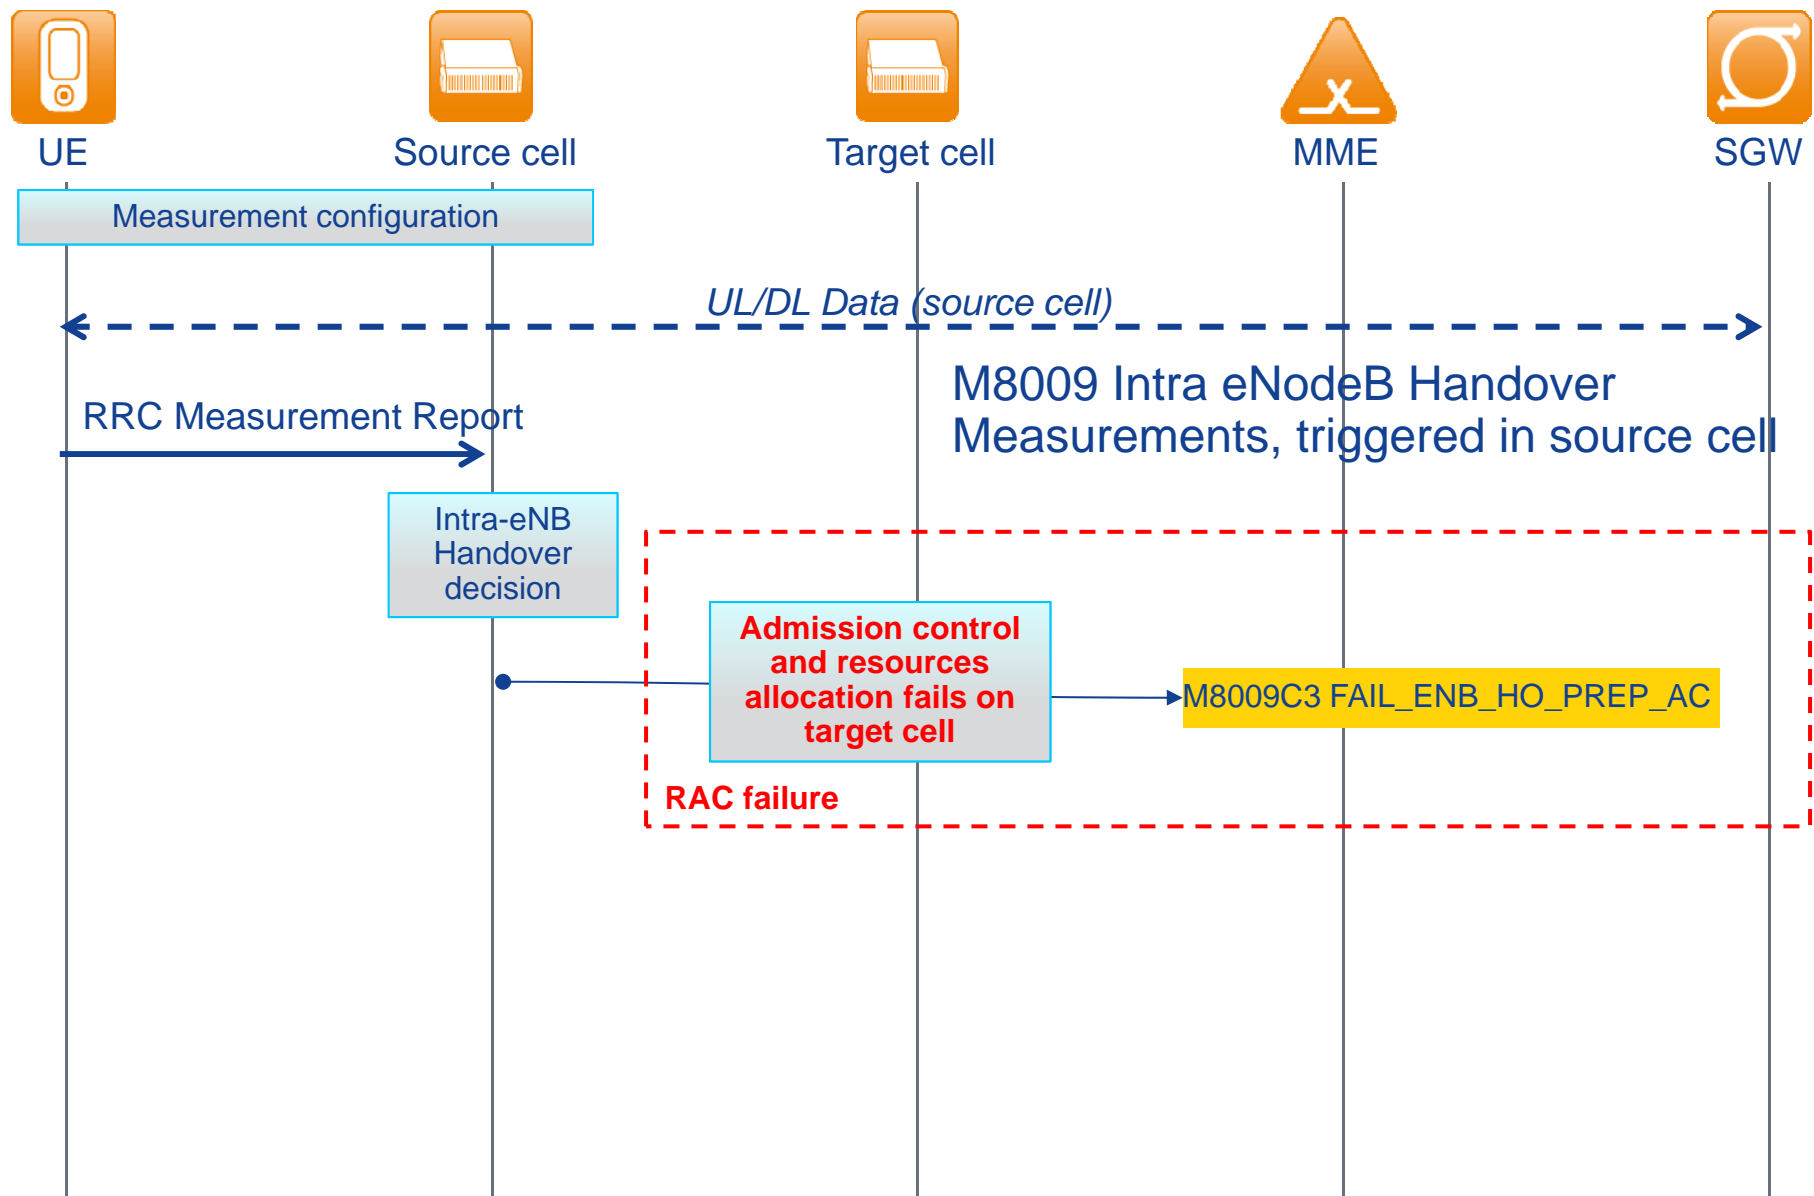 UE
Source cell
Target cell
MME
SGW
Measurement configuration
UL/DL Data (source cell)
M8009 Intra eNodeB Handover
Measurements, triggered in source cell
RRC Measurement Report
Intra-eNB
Handover
decision
Admission control
and resources
allocation fails on
target cell
M8009C3 FAIL_ENB_HO_PREP_AC
RAC failure